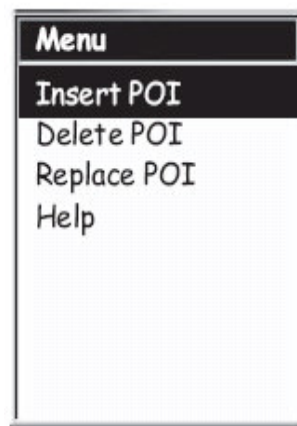 Menu
Insert POI
Delete POI
Replace POI
Help